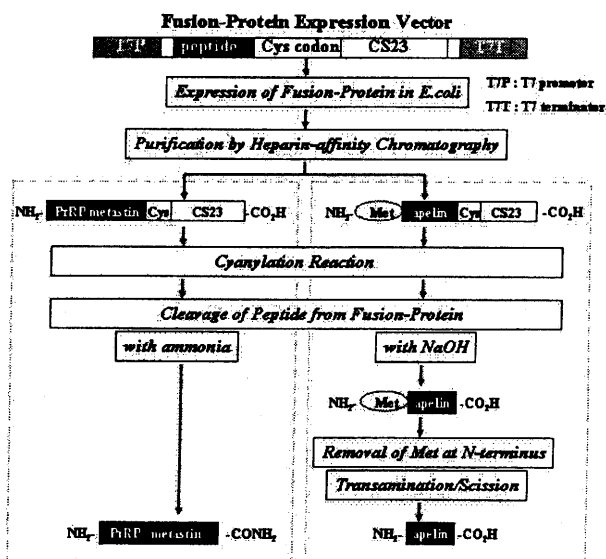 Fusion-Protein Expression Vector
T7P peptide Cys codon CS23 T7T
Expression of Fusion-Protein in E.coli
T7P : T7 promotor
T7T : T7 terminator
Purification by Heparin-affinity Chromatography
NH₂- PrRP metastin Cys CS23 -CO₂H
NH₂- Met apelin Cys CS23 -CO₂H
Cyanylation Reaction
Cleavage of Peptide from Fusion-Protein
with ammonia
with NaOH
NH₂- Met apelin -CO₂H
Removal of Met at N-terminus
Transamination/Scission
NH₂- PrRP metastin -CONH₂
NH₂- apelin -CO₂H